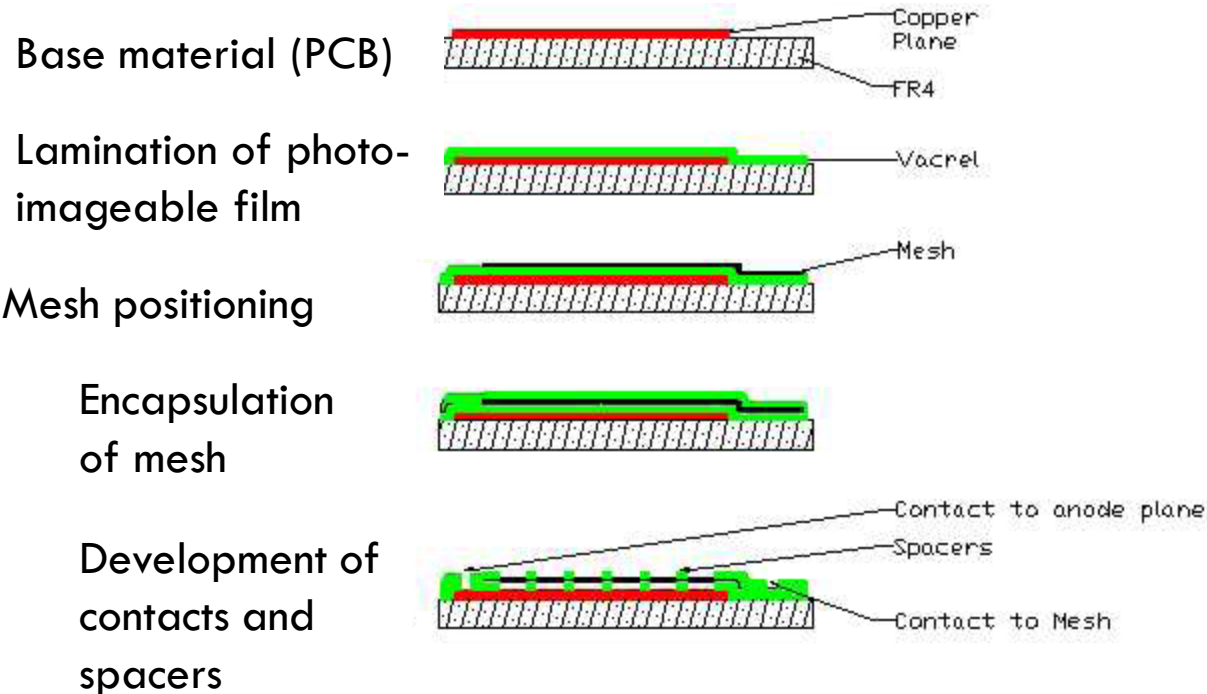 Base material (PCB)
Copper
Plane
FR4
Lamination of photo-
imageable film
Vacrel
Mesh positioning
Mesh
Encapsulation
of mesh
Development of
contacts and
spacers
Contact to anode plane
Spacers
Contact to Mesh